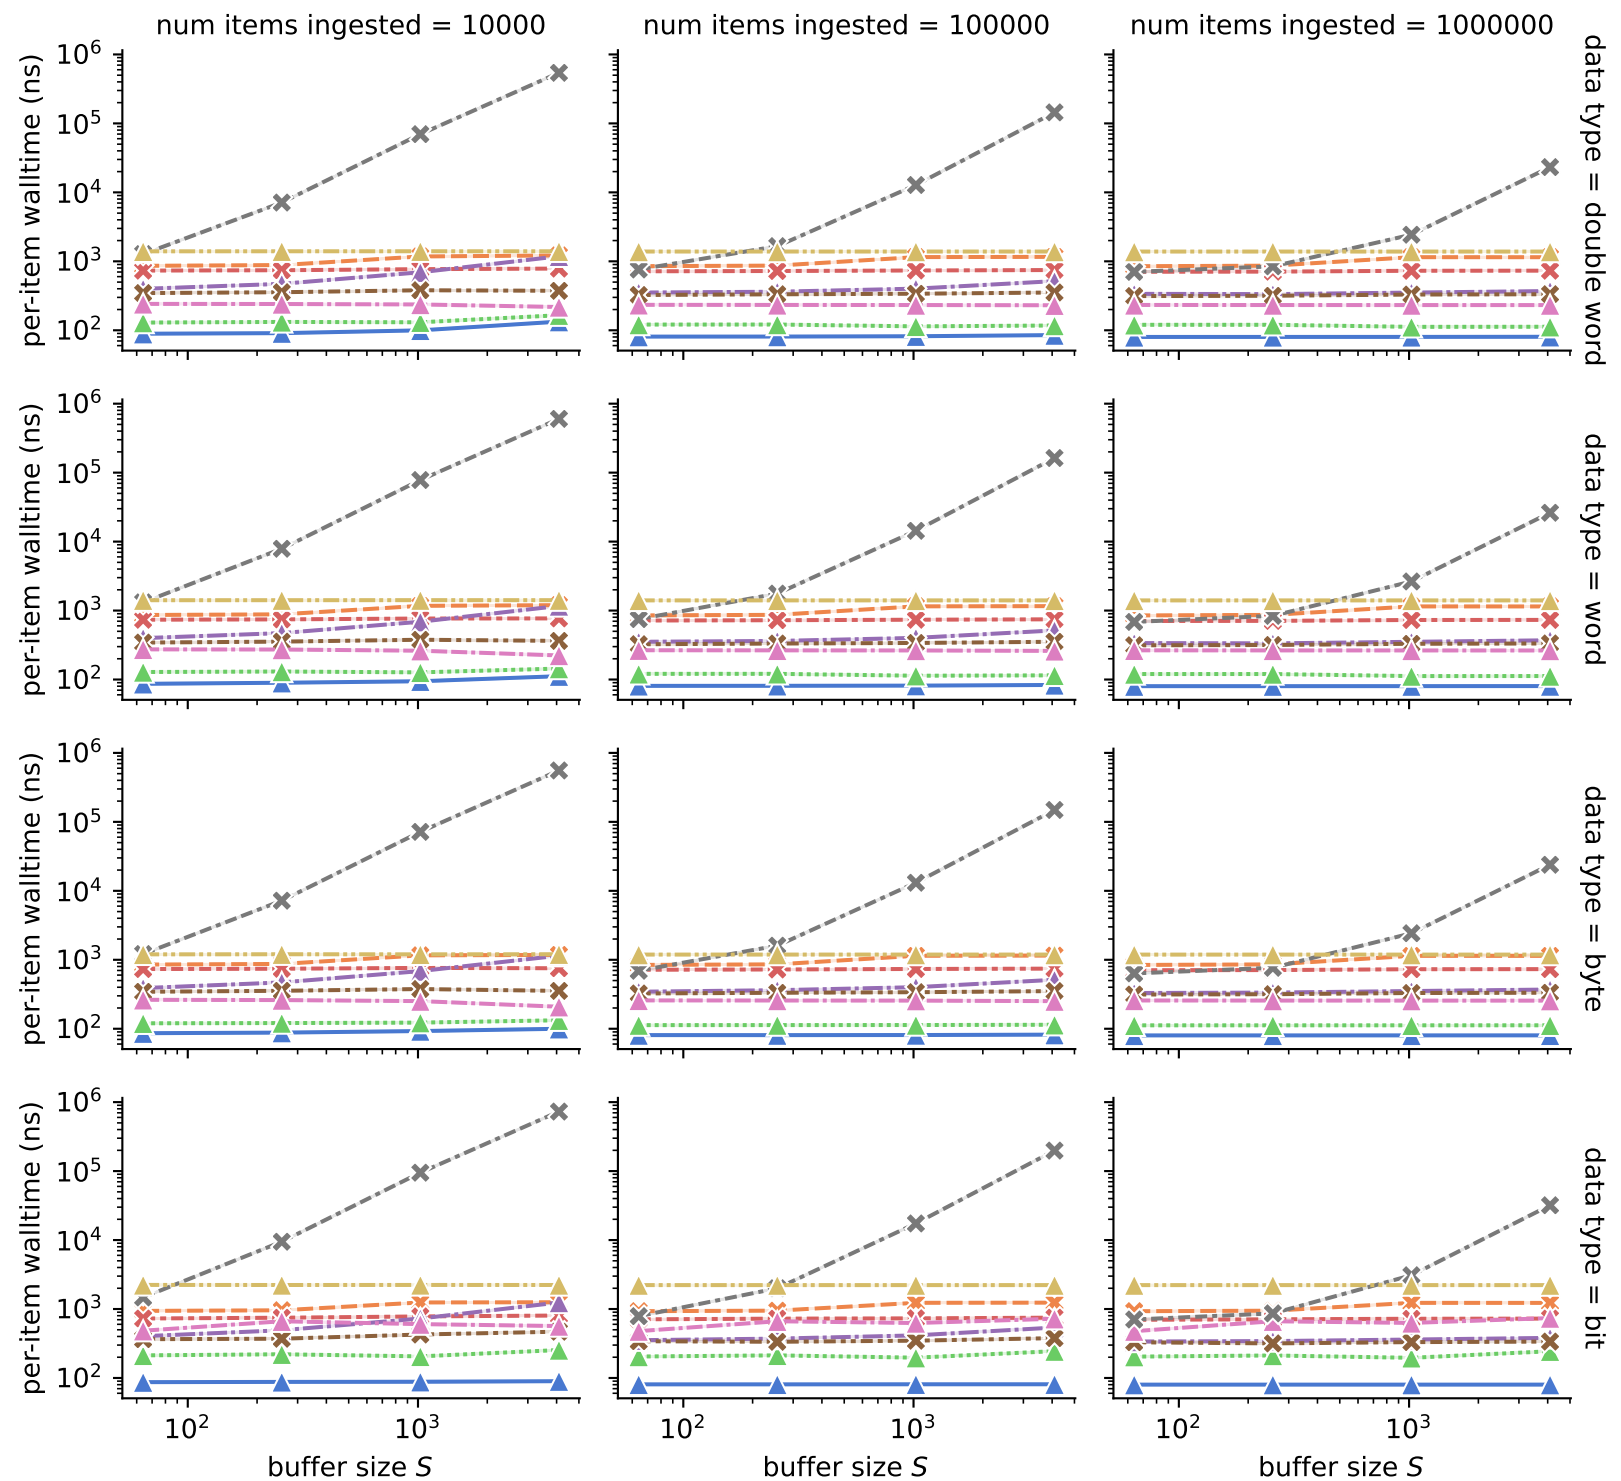 num items ingested = 10000
num items ingested = 100000
num items ingested = 1000000
per-item walltime (ns)
10⁶
10⁵
10⁴
10³
10²
data type = double word
per-item walltime (ns)
10⁶
10⁵
10⁴
10³
10²
data type = word
per-item walltime (ns)
10⁶
10⁵
10⁴
10³
10²
data type = byte
per-item walltime (ns)
10⁶
10⁵
10⁴
10³
10²
data type = bit
10² 10³
10² 10³
10² 10³
buffer size S
buffer size S
buffer size S